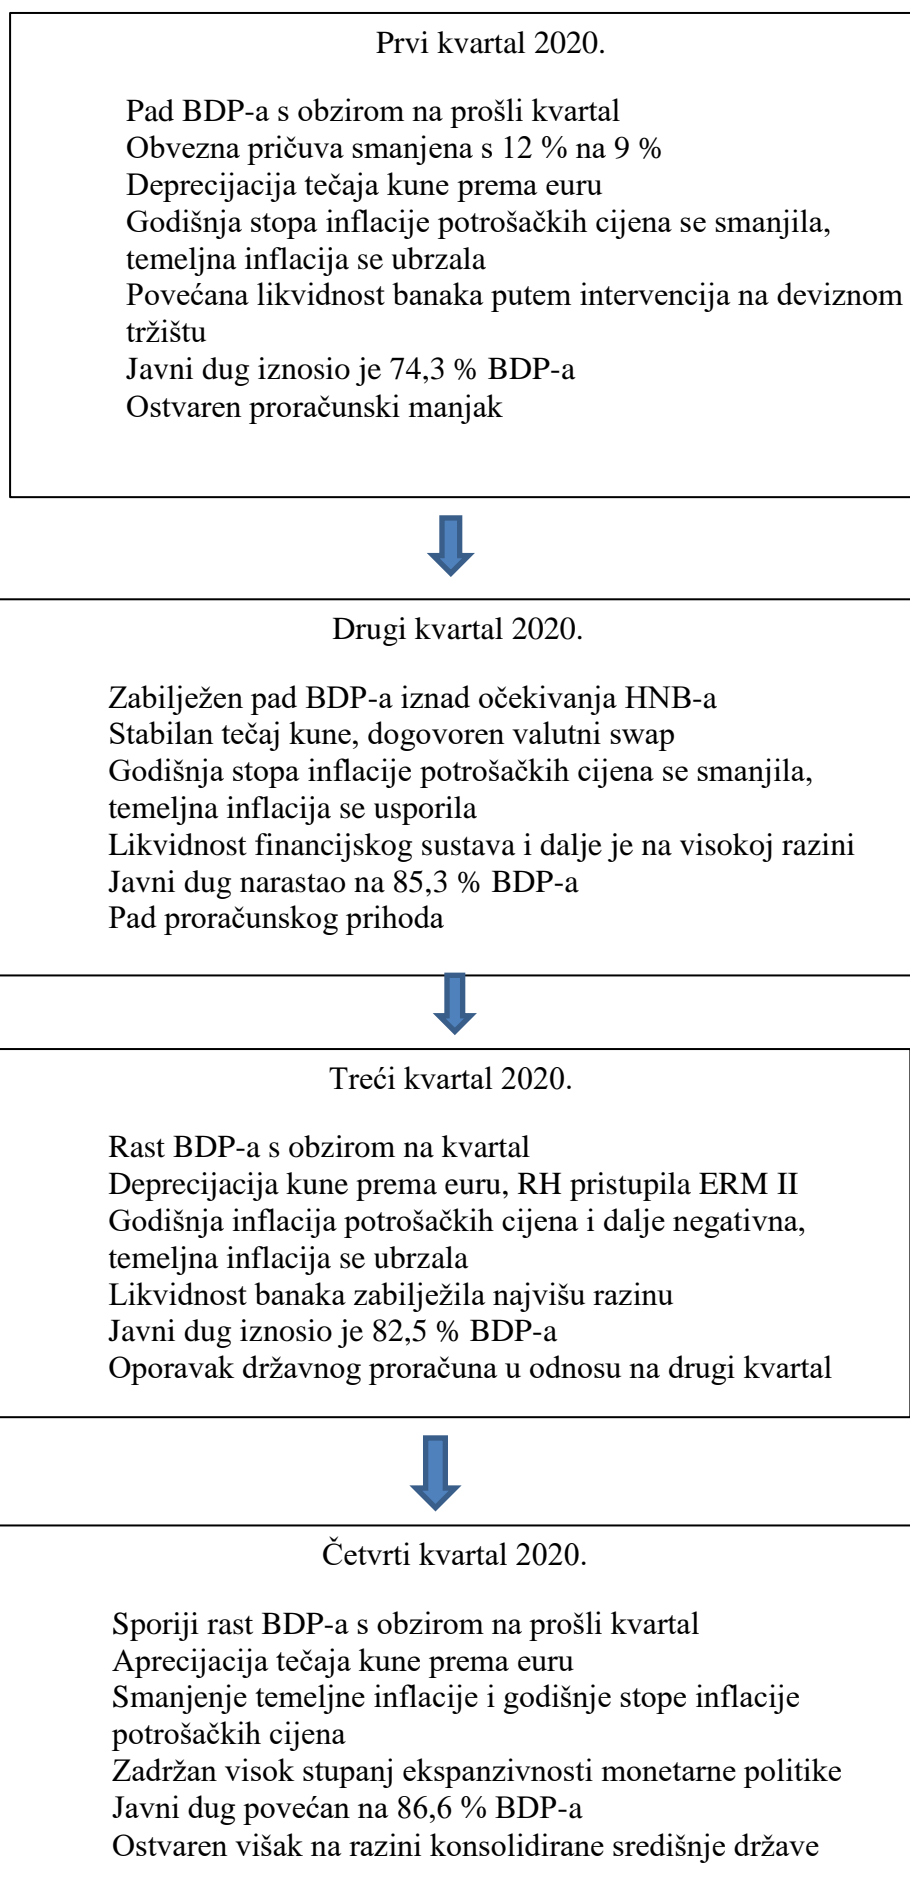 Prvi kvartal 2020.
Pad BDP-a s obzirom na prošli kvartal
Obvezna pričuva smanjena s 12 % na 9 %
Deprecijacija tečaja kune prema euru
Godišnja stopa inflacije potrošačkih cijena se smanjila,
temeljna inflacija se ubrzala
Povećana likvidnost banaka putem intervencija na deviznom
tržištu
Javni dug iznosio je 74,3 % BDP-a
Ostvaren proračunski manjak
Drugi kvartal 2020.
Zabilježen pad BDP-a iznad očekivanja HNB-a
Stabilan tečaj kune, dogovoren valutni swap
Godišnja stopa inflacije potrošačkih cijena se smanjila,
temeljna inflacija se usporila
Likvidnost financijskog sustava i dalje je na visokoj razini
Javni dug narastao na 85,3 % BDP-a
Pad proračunskog prihoda
Treći kvartal 2020.
Rast BDP-a s obzirom na kvartal
Deprecijacija kune prema euru, RH pristupila ERM II
Godišnja inflacija potrošačkih cijena i dalje negativna,
temeljna inflacija se ubrzala
Likvidnost banaka zabilježila najvišu razinu
Javni dug iznosio je 82,5 % BDP-a
Oporavak državnog proračuna u odnosu na drugi kvartal
Četvrti kvartal 2020.
Sporiji rast BDP-a s obzirom na prošli kvartal
Aprecijacija tečaja kune prema euru
Smanjenje temeljne inflacije i godišnje stope inflacije
potrošačkih cijena
Zadržan visok stupanj ekspanzivnosti monetarne politike
Javni dug povećan na 86,6 % BDP-a
Ostvaren višak na razini konsolidirane središnje države